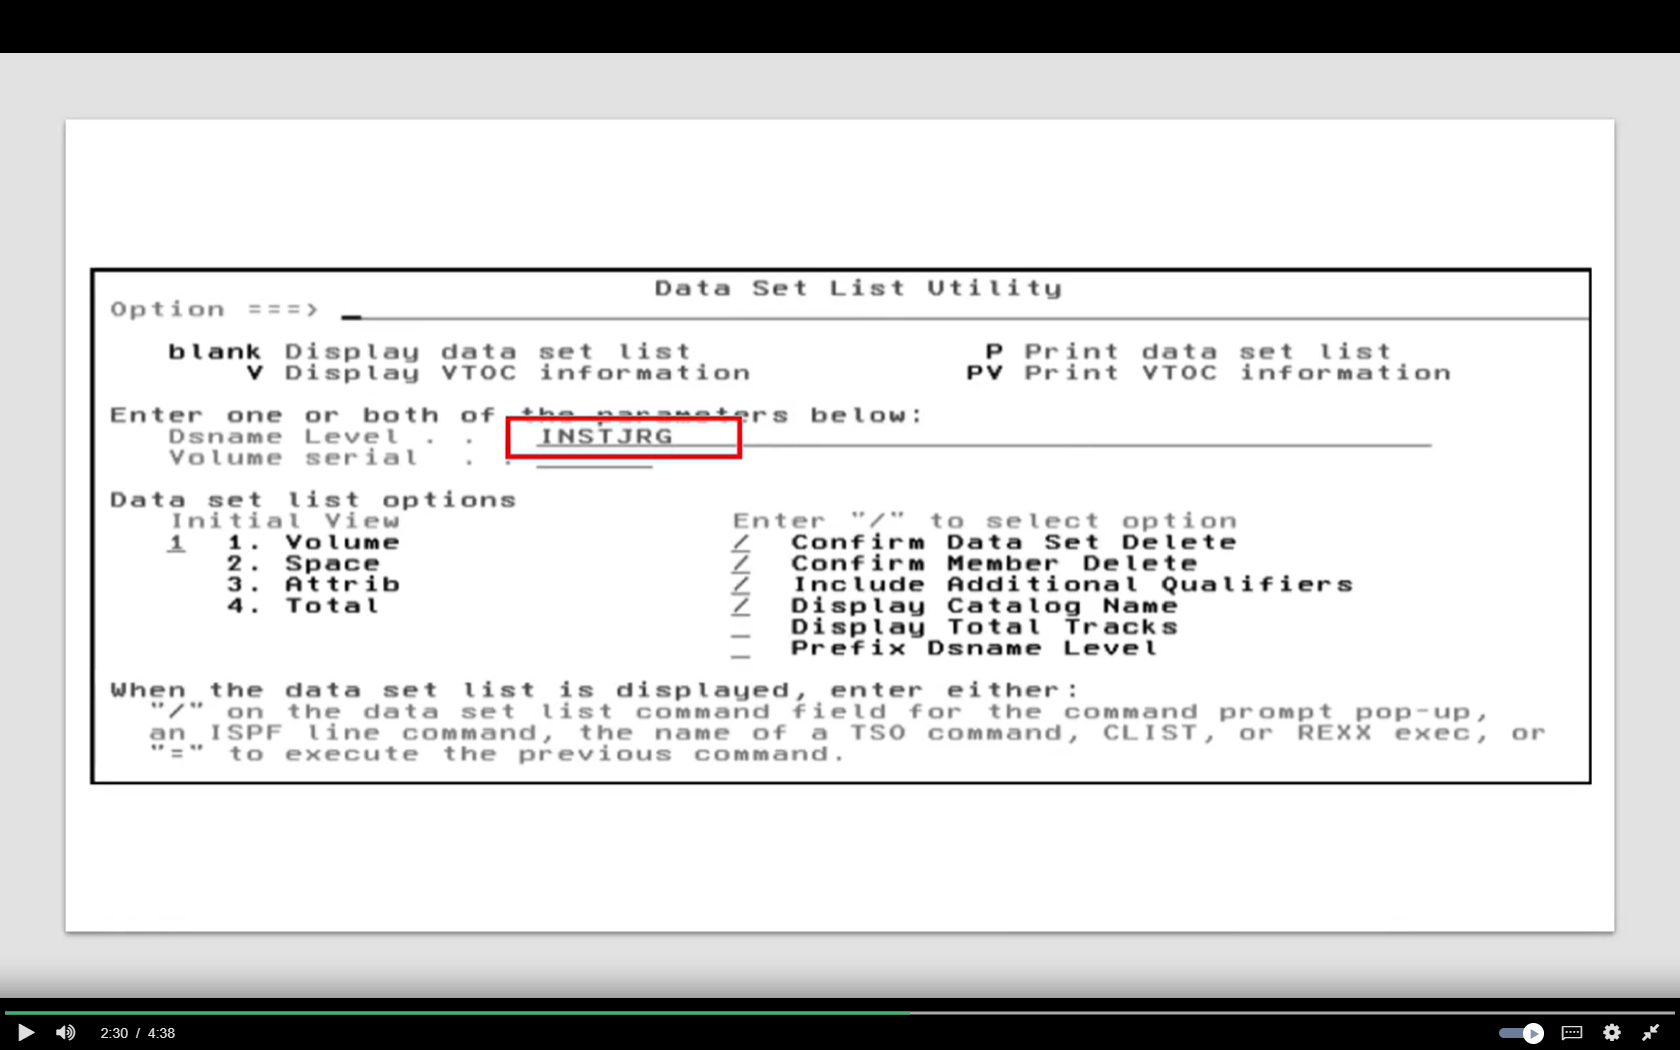 Data Set List Utility
Option ===>
blank Display data set list P Print data set list
V Display VTOC information PV Print VTOC information
Enter one or both of the parameters below:
Dsname Level . . INSTJRG
Volume serial . .
Data set list options
Initial View Enter "/" to select option
1 1. Volume / Confirm Data Set Delete
2. Space / Confirm Member Delete
3. Attrib / Include Additional Qualifiers
4. Total / Display Catalog Name
Display Total Tracks
Prefix Dsname Level
When the data set list is displayed, enter either:
"/" on the data set list command field for the command prompt pop-up,
an ISPF line command, the name of a TSO command, CLIST, or REXX exec, or
"=" to execute the previous command.
2:30 / 4:38